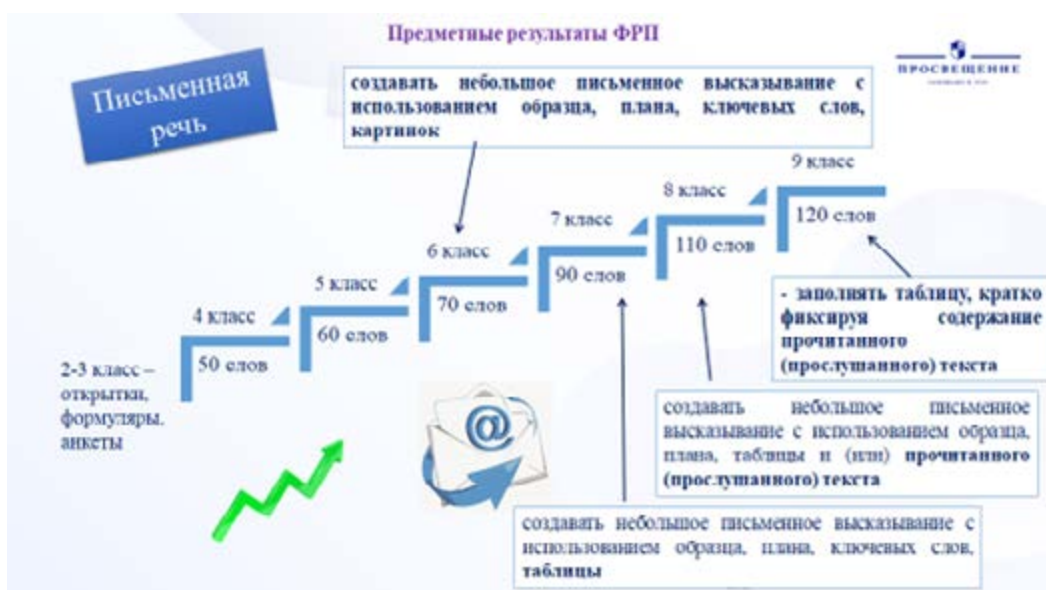 Предметные результаты ФРП
ПРОСВЕЩЕНИЕ
Письменная
речь
создавать небольшое письменное высказывание с
использованием образца, плана, ключевых слов,
картинок
9 класс
8 класс
120 слов
7 класс
110 слов
6 класс
90 слов
5 класс
70 слов
4 класс
60 слов
50 слов
2-3 класс –
открытки,
формуляры.
анкеты
- заполнять таблицу, кратко
фиксируя содержание
прочитанного
(прослушанного) текста
создавать небольшое письменное
высказывание с использованием образца,
плана, таблицы и (или) прочитанного
(прослушанного) текста
создавать небольшое письменное высказывание с
использованием образца, плана, ключевых слов,
таблицы
@